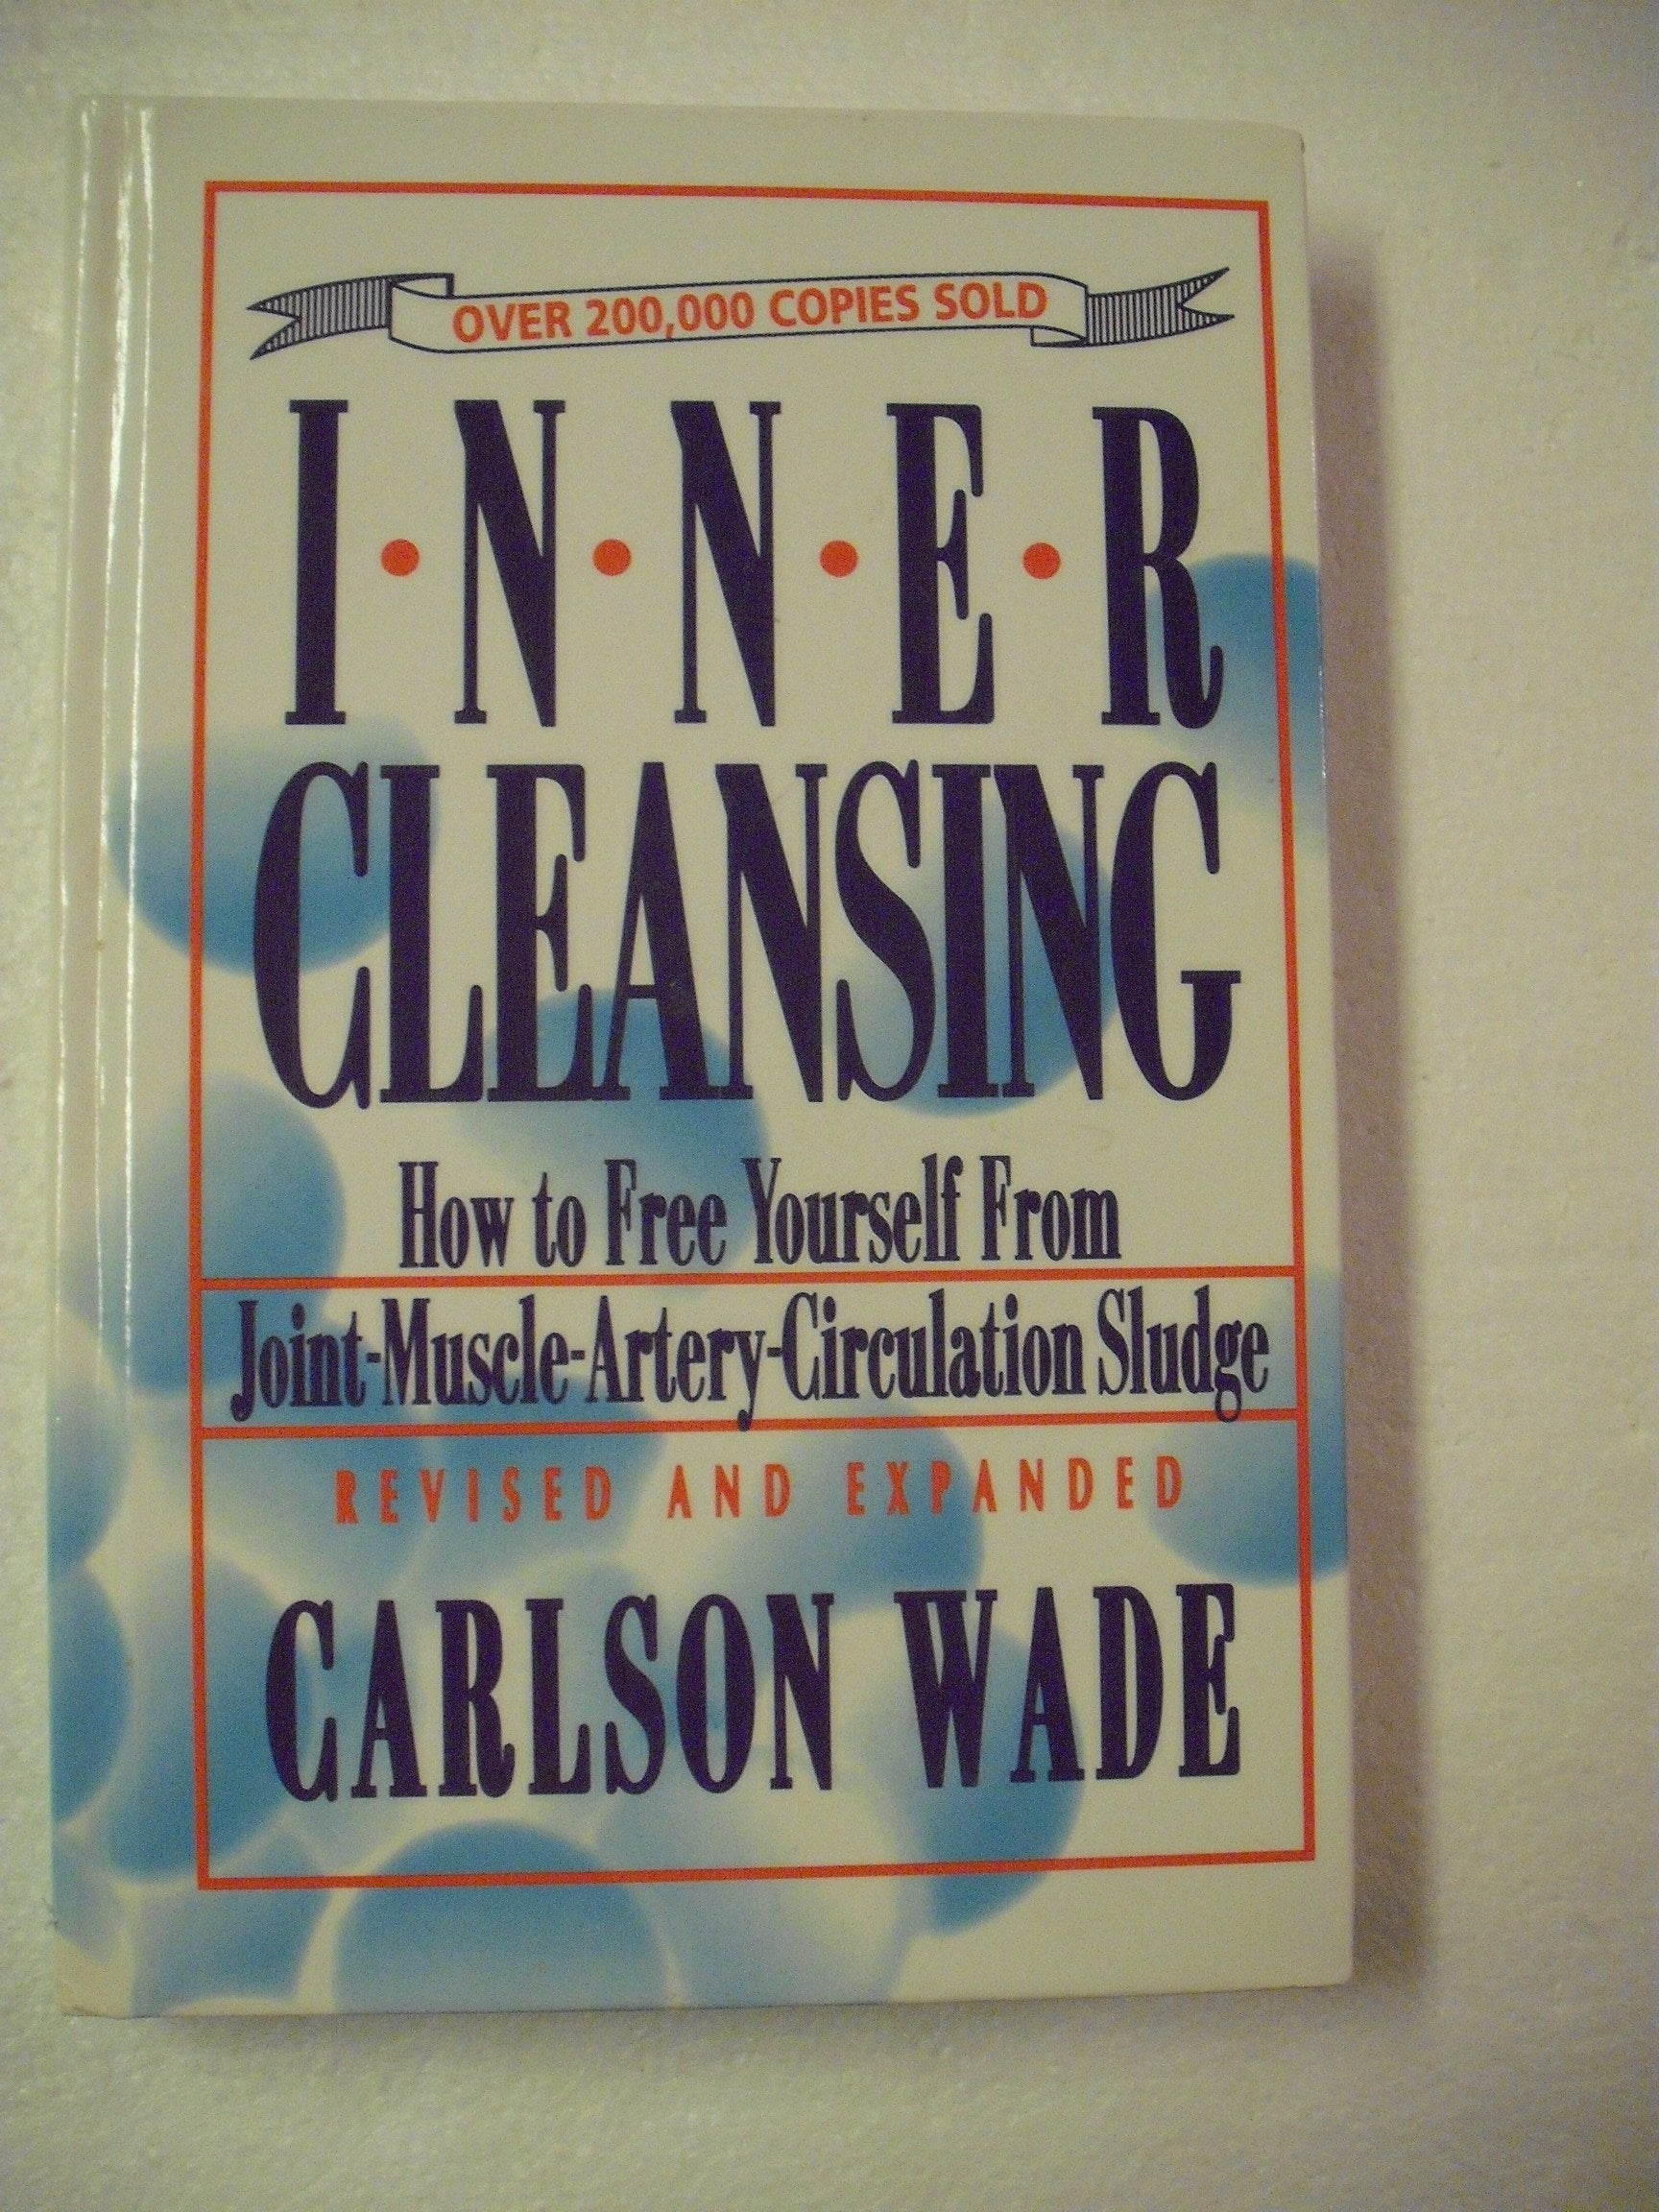 OVER 200,000 COPIES SOLD
I•N•N•E•R
CLEANSING
How to Free Yourself From
Joint-Muscle-Artery-Circulation Sludge
REVISED AND EXPANDED
CARLSON WADE